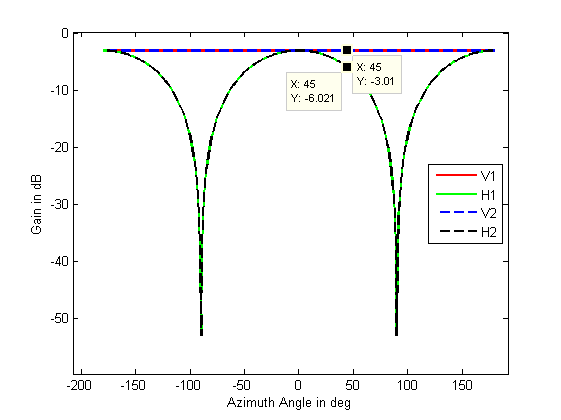 0
-10
-20
-30
-40
-50
Gain in dB
X: 45
Y: -3.01
X: 45
Y: -6.021
V1
H1
V2
H2
-200 -150 -100 -50 0 50 100 150
Azimuth Angle in deg